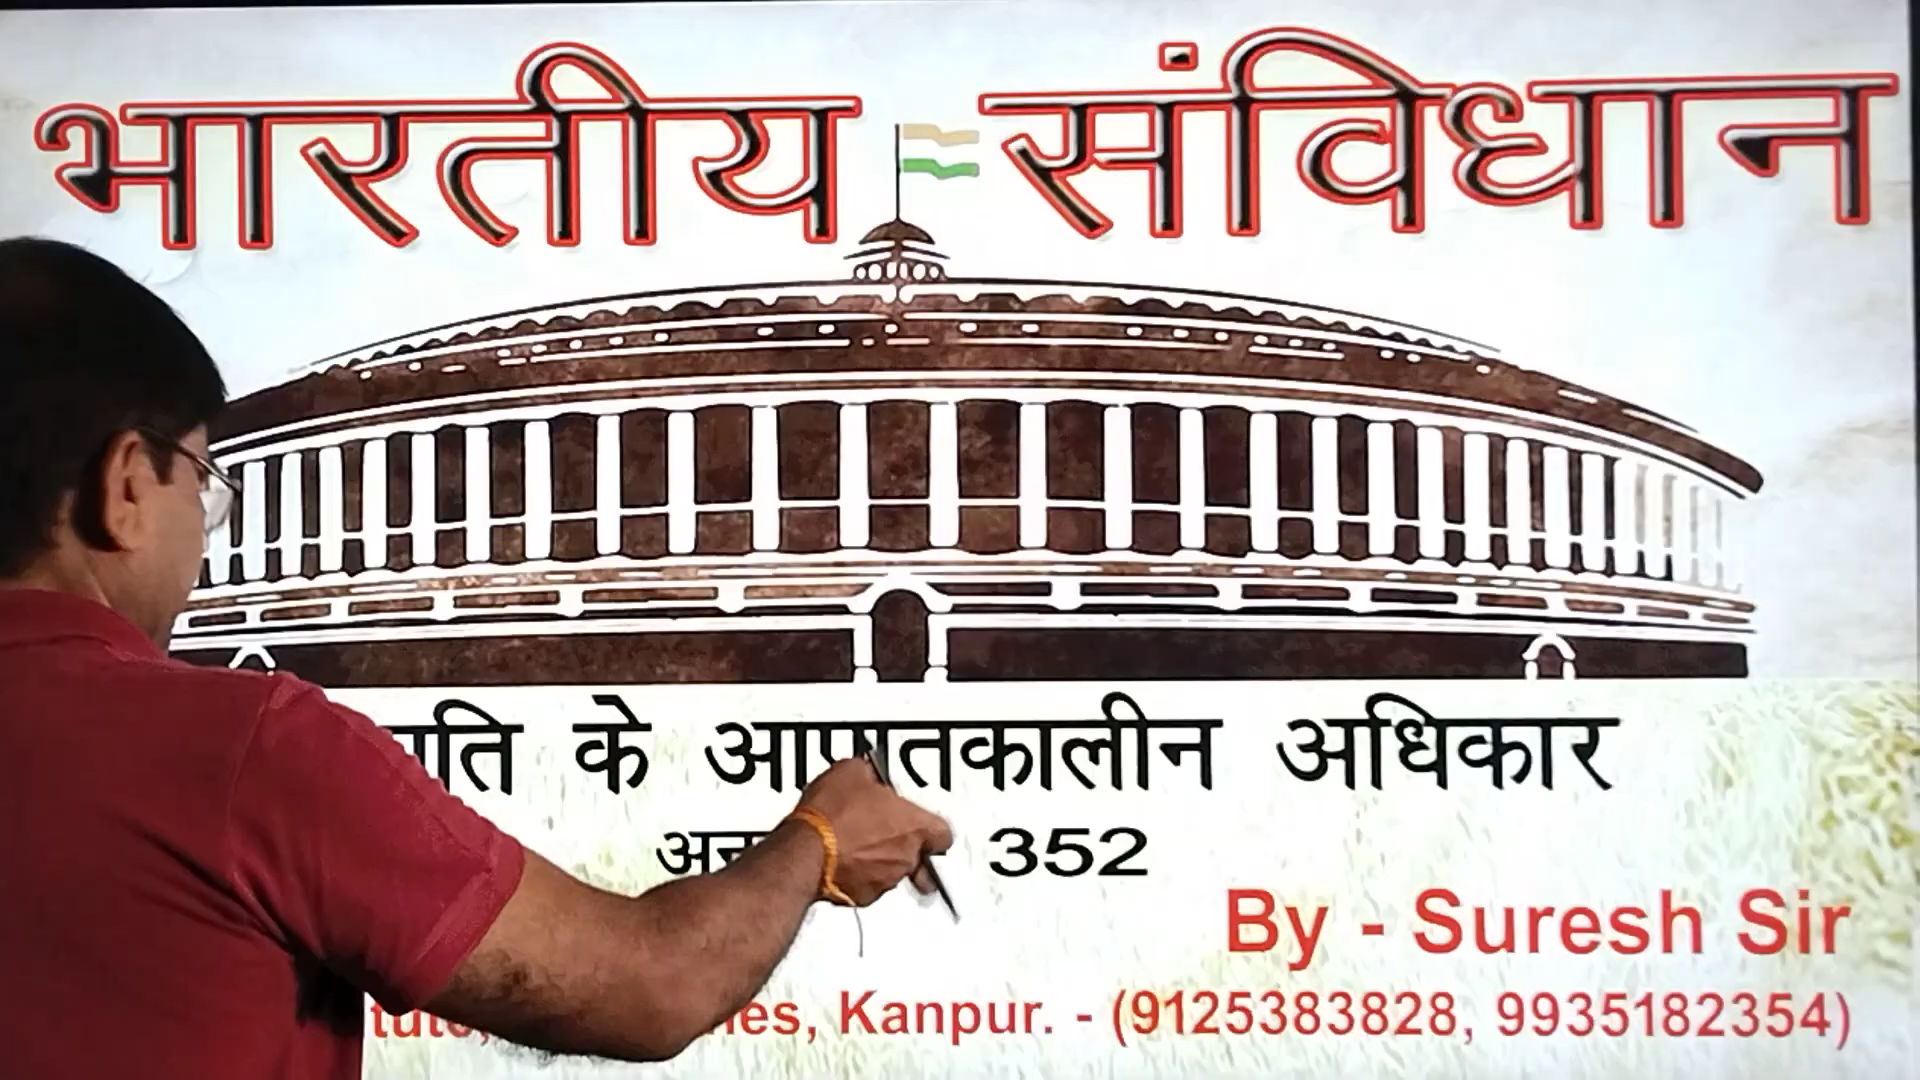 भारतीय संविधान
के आपातकालीन अधिकार
352
By - Suresh Sir
Kanpur. - (9125383828, 9935182354)